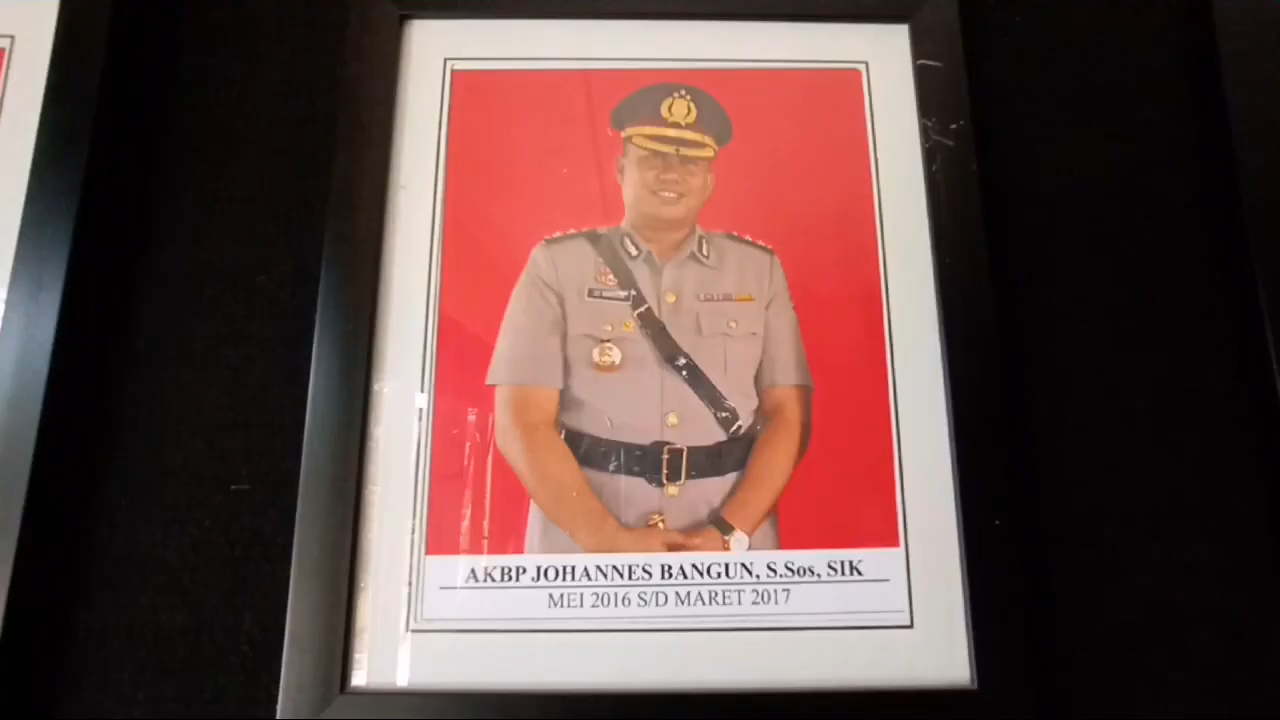 AKBP JOHANNES BANGUN, S.Sos, SIK
MEI 2016 S/D MARET 2017